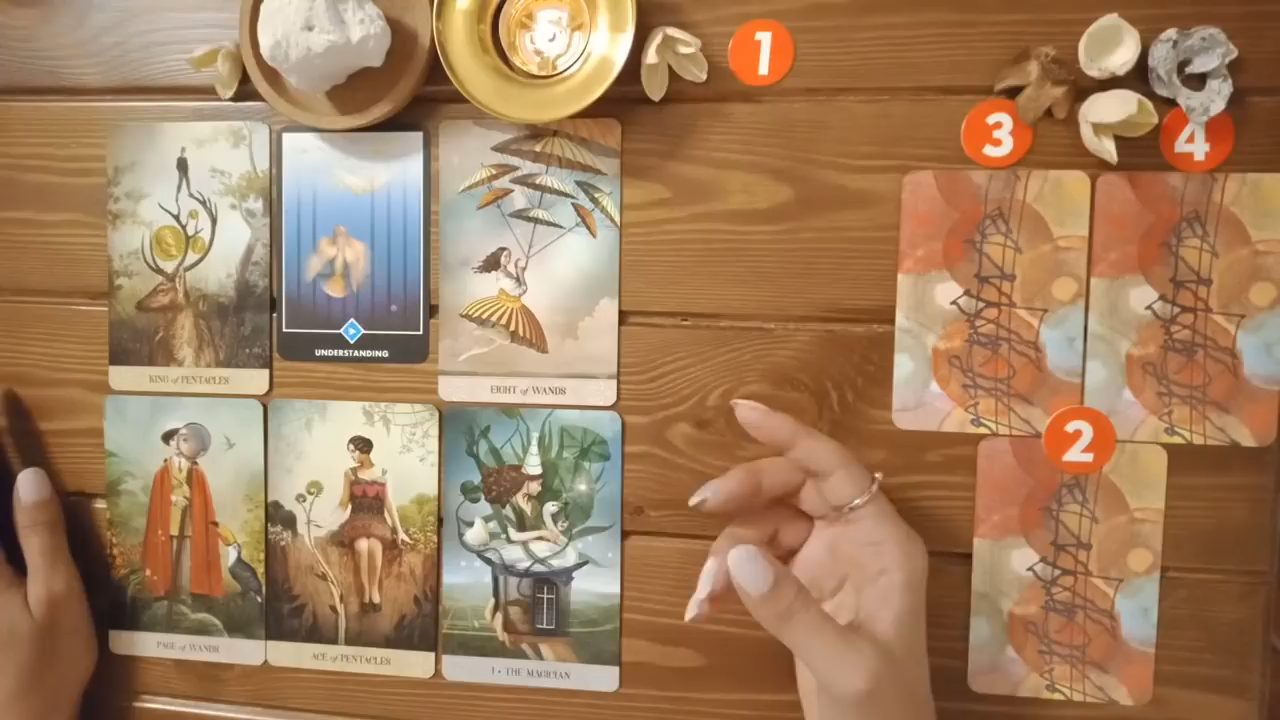 1
3
4
KING of PENTACLES
UNDERSTANDING
EIGHT of WANDS
2
PAGE of WANDS
ACE of PENTACLES
I • THE MAGICIAN